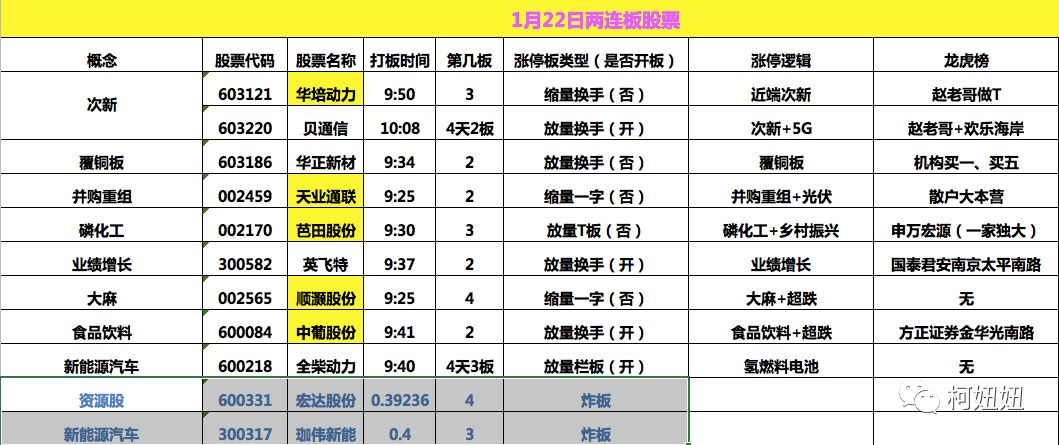 1月22日两连板股票
概念 股票代码 股票名称 打板时间 第几板 涨停板类型（是否开板） 涨停逻辑 龙虎榜
次新 603121 华培动力 9:50 3 缩量换手（否） 近端次新 赵老哥做T
603220 贝通信 10:08 4天2板 放量换手（开） 次新+5G 赵老哥+欢乐海岸
覆铜板 603186 华正新材 9:34 2 放量换手（开） 覆铜板 机构买一、买五
并购重组 002459 天业通联 9:25 2 缩量一字（否） 并购重组+光伏 散户大本营
磷化工 002170 芭田股份 9:30 3 放量T板（否） 磷化工+乡村振兴 申万宏源（一家独大）
业绩增长 300582 英飞特 9:37 2 放量换手（开） 业绩增长 国泰君安南京太平南路
大麻 002565 顺灏股份 9:25 4 缩量一字（否） 大麻+超跌 无
食品饮料 600084 中葡股份 9:41 2 放量换手（开） 食品饮料+超跌 方正证券金华光南路
新能源汽车 600218 全柴动力 9:40 4天3板 放量栏板（开） 氢燃料电池 无
资源股 600331 宏达股份 0.39236 4 炸板
新能源汽车 300317 珈伟新能 0.4 3 炸板
柯妞妞